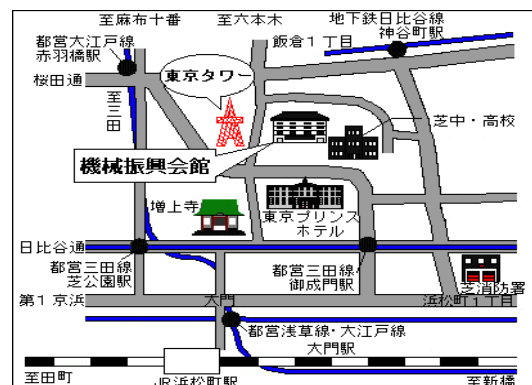 至麻布十番
至六本木
地下鉄日比谷線
神谷町駅
都営大江戸線
赤羽橋駅
飯倉1丁目
桜田通
東京タワー
至三田
芝中・高校
機械振興会館
増上寺
東京プリンス
ホテル
日比谷通
都営三田線
芝公園駅
都営三田線
御成門駅
芝消防署
第1京浜
大門
浜松町1丁目
都営浅草線・大江戸線
大門駅
至田町
JR浜松町駅
至新橋